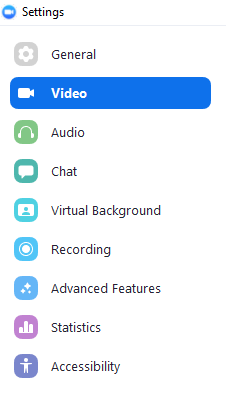 Settings
General
Video
Audio
Chat
Virtual Background
Recording
Advanced Features
Statistics
Accessibility